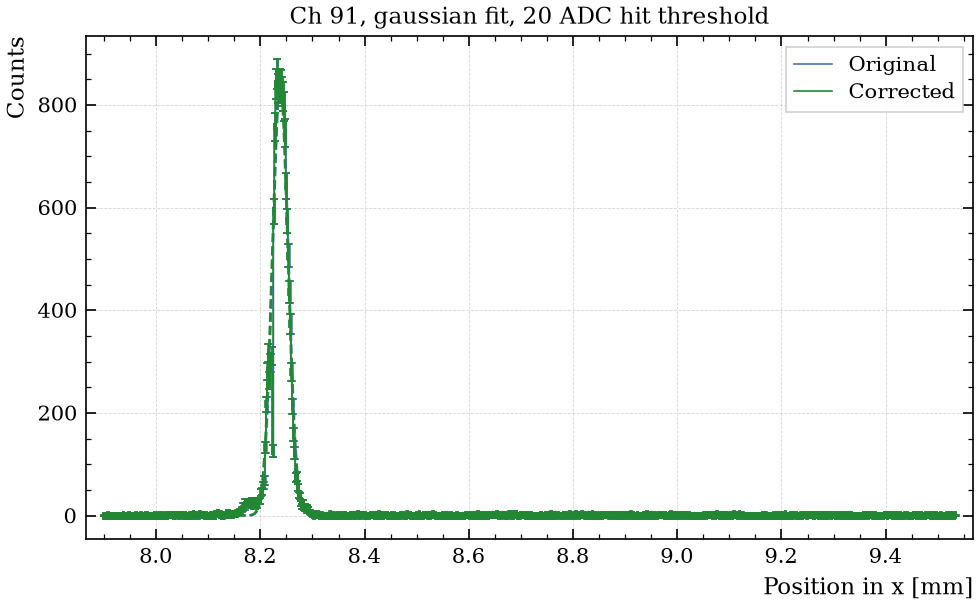 Ch 91, gaussian fit, 20 ADC hit threshold
Counts
Original
Corrected
800
600
400
200
0
8.0 8.2 8.4 8.6 8.8 9.0 9.2 9.4
Position in x [mm]